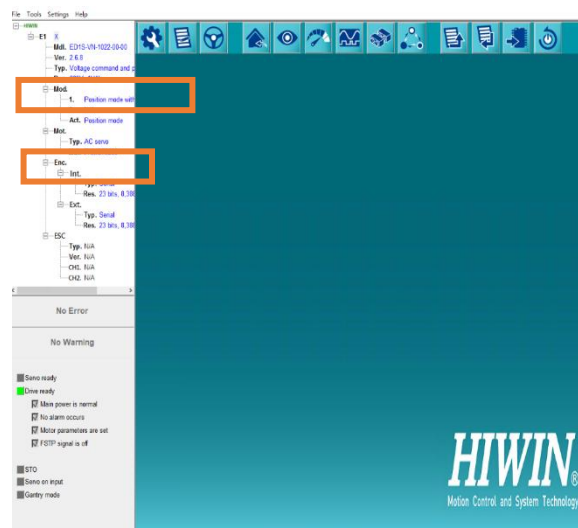 File Tools Settings Help
HIWIN
E1 X
Mdl. ED1S-VN-1022-00-00
Ver. 2.6.8
Typ. Voltage command and p
Mod.
1. Position mode with
Act. Position mode
Mot.
Typ. AC servo
Enc.
Int.
Typ. Serial
Res. 23 bits, 8,388
Ext.
Typ. Serial
Res. 23 bits, 8,388
ESC
Typ. N/A
Ver. N/A
CH1. N/A
CH2. N/A
No Error
No Warning
Servo ready
Drive ready
Main power is normal
No alarm occurs
Motor parameters are set
FSTP signal is off
STO
Servo on input
Gantry mode
HIWIN®
Motion Control and System Technology